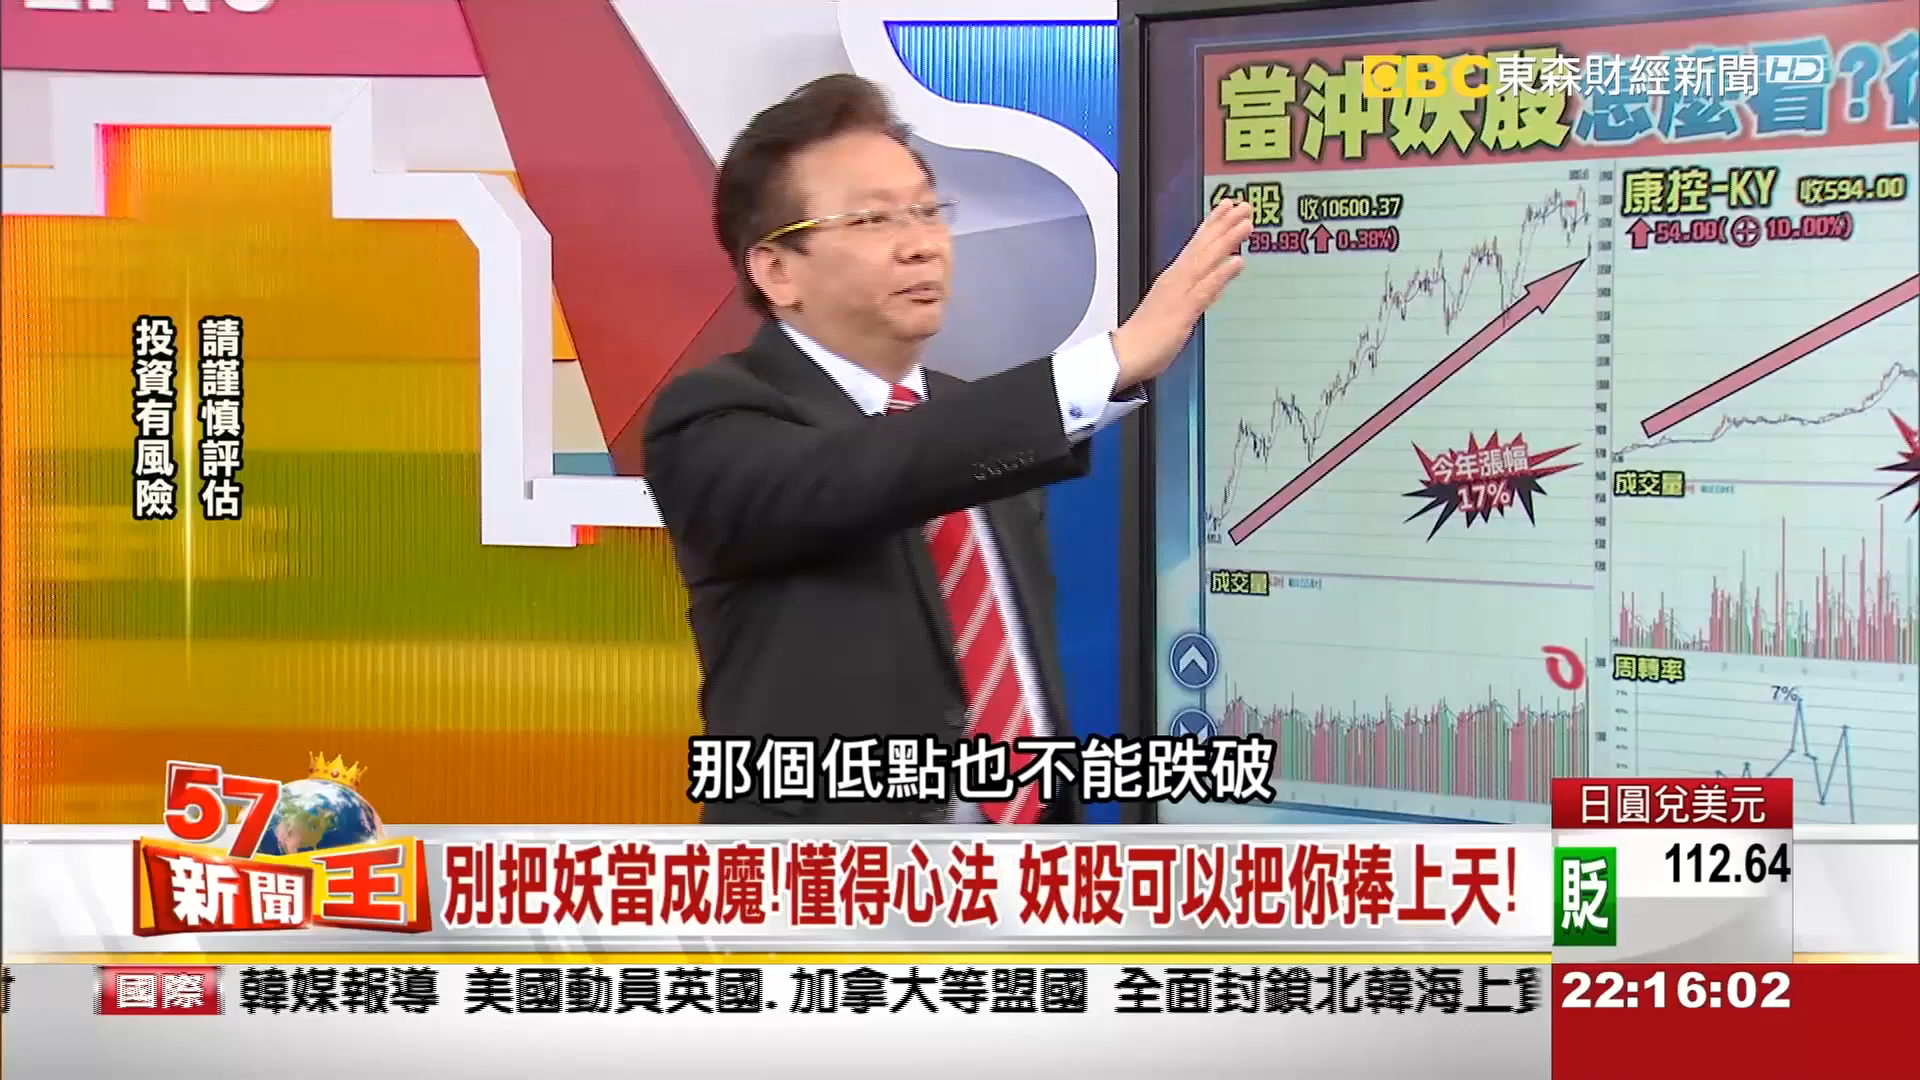 EBC東森財經新聞HD
當沖妖股怎麼看?從
台股 收10600.37
39.93(↑0.38%)
康控-KY 收594.00
↑54.00(⊕10.00%)
今年漲幅
17%
成交量
成交量
周轉率
7%
請謹慎評估
投資有風險
那個低點也不能跌破
57
新聞王
別把妖當成魔!懂得心法 妖股可以把你捧上天!
日圓兌美元
貶
112.64
國際
韓媒報導 美國動員英國.加拿大等盟國 全面封鎖北韓海上
22:16:02